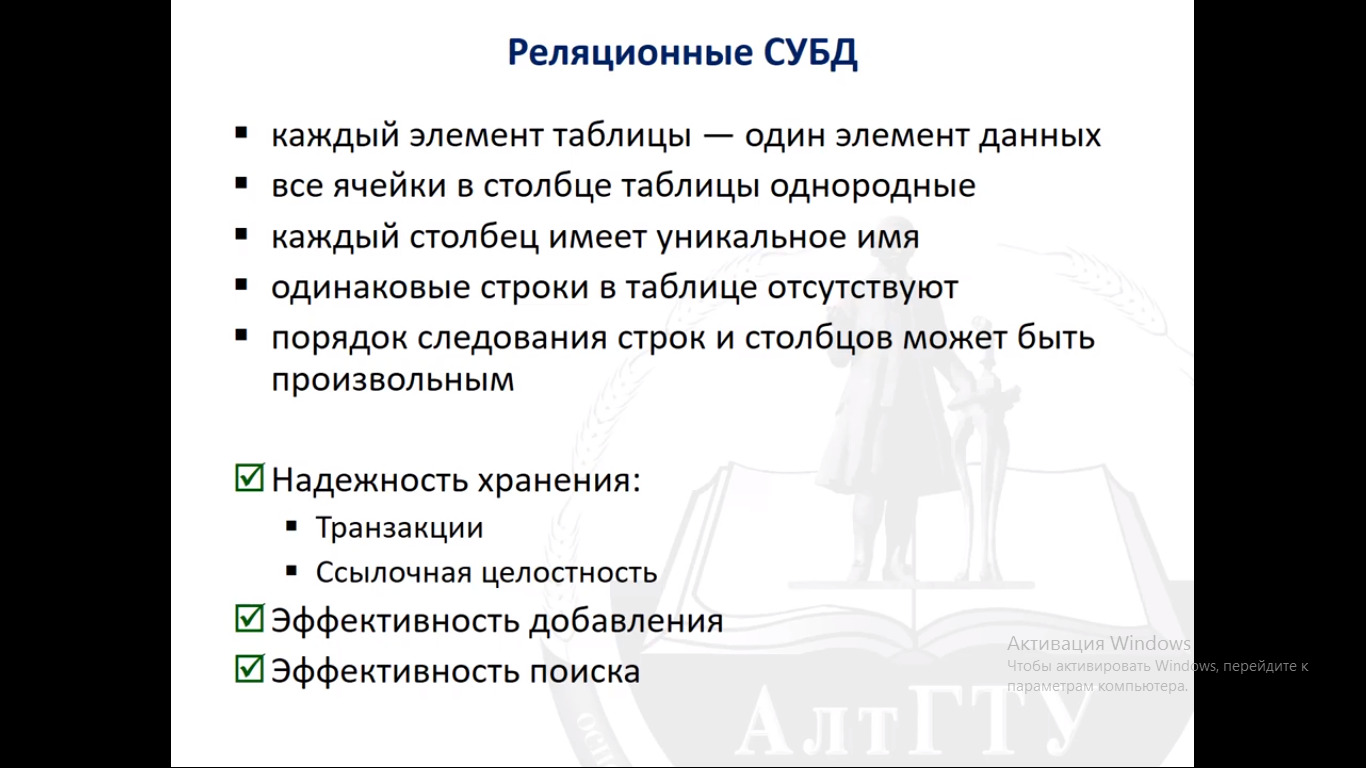 Реляционные СУБД
каждый элемент таблицы — один элемент данных
все ячейки в столбце таблицы однородные
каждый столбец имеет уникальное имя
одинаковые строки в таблице отсутствуют
порядок следования строк и столбцов может быть
произвольным
Надежность хранения:
Транзакции
Ссылочная целостность
Эффективность добавления
Эффективность поиска
Активация Windows
Чтобы активировать Windows, перейдите к
параметрам компьютера.
АлтГТУ